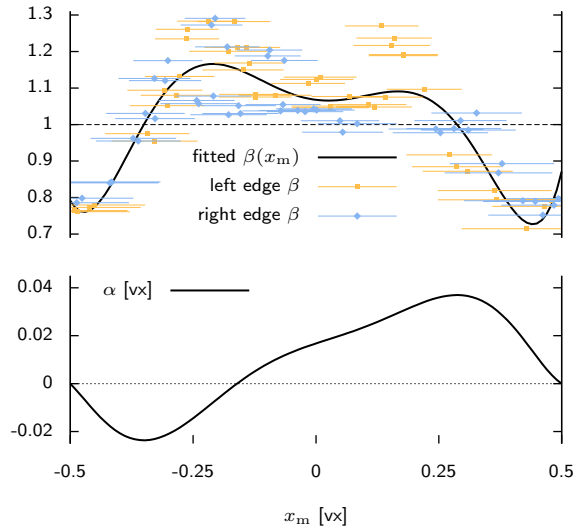 1.3
1.2
1.1
1
0.9
0.8
0.7
fitted β(xₘ)
left edge β
right edge β
0.04
0.02
0
-0.02
α [vx]
-0.5 -0.25 0 0.25 0.5
xₘ [vx]